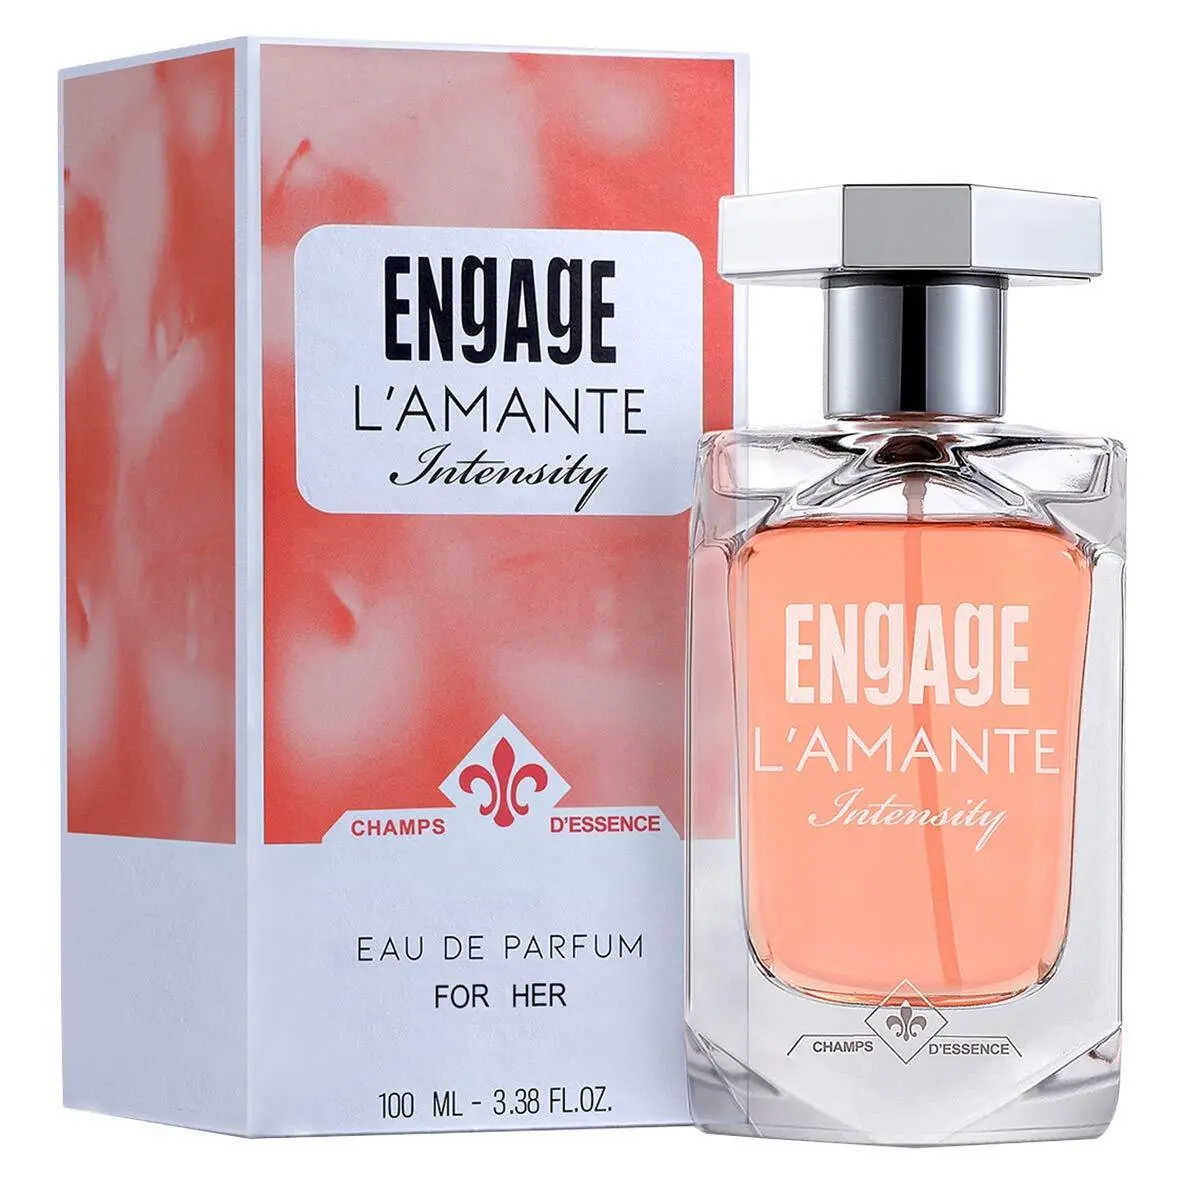 ENgAgE
L'AMANTE
Intensity
CHAMPS D'ESSENCE
EAU DE PARFUM
FOR HER
100 ML - 3.38 FL.OZ.
ENgAgE
L'AMANTE
Intensity
CHAMPS D'ESSENCE